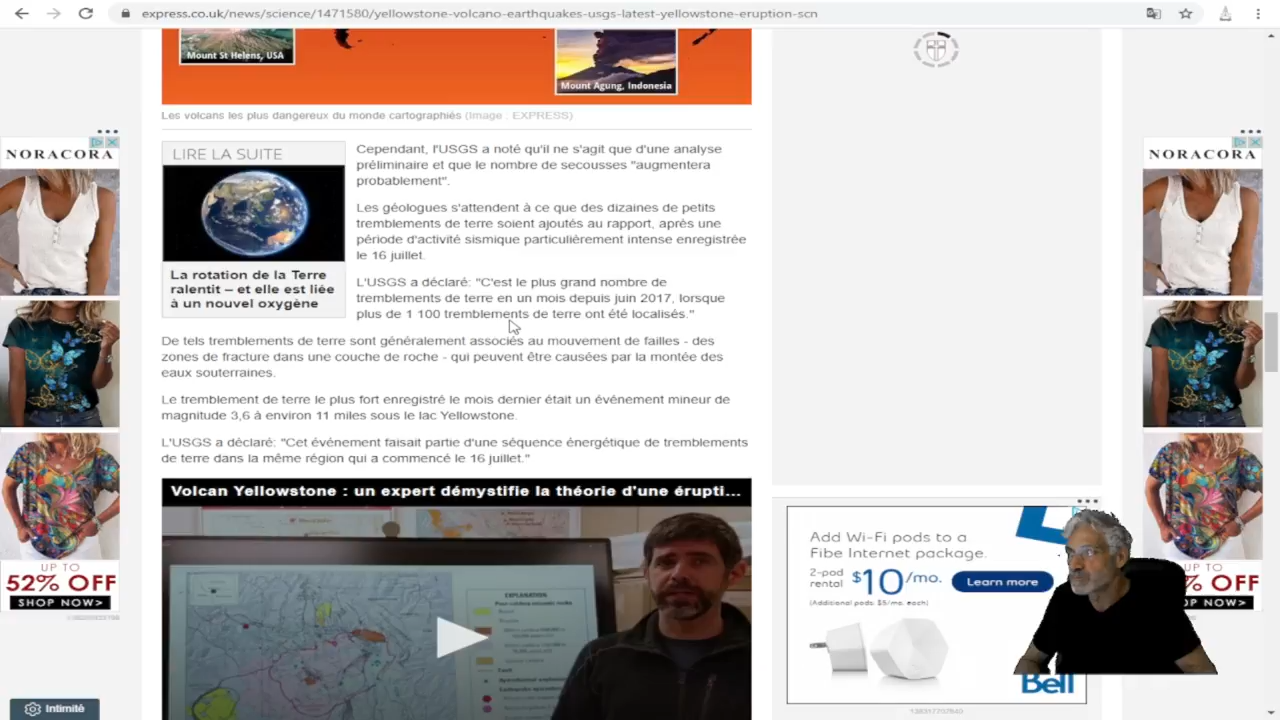 express.co.uk/news/science/1471580/yellowstone-volcano-earthquakes-usgs-latest-yellowstone-eruption-scn
Mount St Helens, USA
Mount Agung, Indonesia
Les volcans les plus dangereux du monde cartographiés (Image : EXPRESS)
LIRE LA SUITE
La rotation de la Terre
ralentit – et elle est liée
à un nouvel oxygène
Cependant, l'USGS a noté qu'il ne s'agit que d'une analyse
préliminaire et que le nombre de secousses "augmentera
probablement".
Les géologues s'attendent à ce que des dizaines de petits
tremblements de terre soient ajoutés au rapport, après une
période d'activité sismique particulièrement intense enregistrée
le 16 juillet.
L'USGS a déclaré: "C'est le plus grand nombre de
tremblements de terre en un mois depuis juin 2017, lorsque
plus de 1 100 tremblements de terre ont été localisés."
De tels tremblements de terre sont généralement associés au mouvement de failles - des
zones de fracture dans une couche de roche - qui peuvent être causées par la montée des
eaux souterraines.
Le tremblement de terre le plus fort enregistré le mois dernier était un événement mineur de
magnitude 3,6 à environ 11 miles sous le lac Yellowstone.
L'USGS a déclaré: "Cet événement faisait partie d'une séquence énergétique de tremblements
de terre dans la même région qui a commencé le 16 juillet."
Volcan Yellowstone : un expert démystifie la théorie d'une érupti...
EXPLANATION
NORACORA
UP TO
52% OFF
SHOP NOW>
Intimité
NORACORA
UP TO
% OFF
SHOP NOW>
Add Wi-Fi pods to a
Fibe Internet package.
2-pod
rental
$10/mo.
Learn more
(Additional pods: $5/mo. each)
Bell